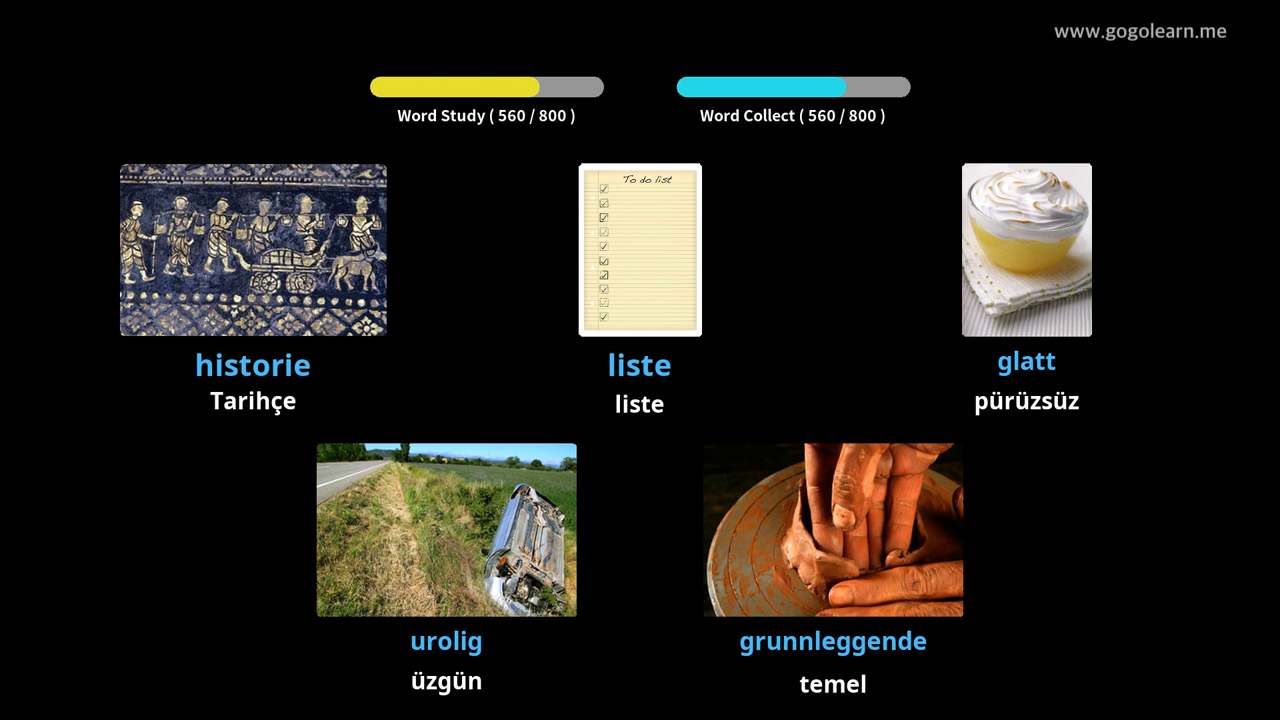 www.gogolearn.me
Word Study ( 560 / 800 )
Word Collect ( 560 / 800 )
To do list
historie
Tarihçe
liste
liste
glatt
pürüzsüz
urolig
üzgün
grunnleggende
temel